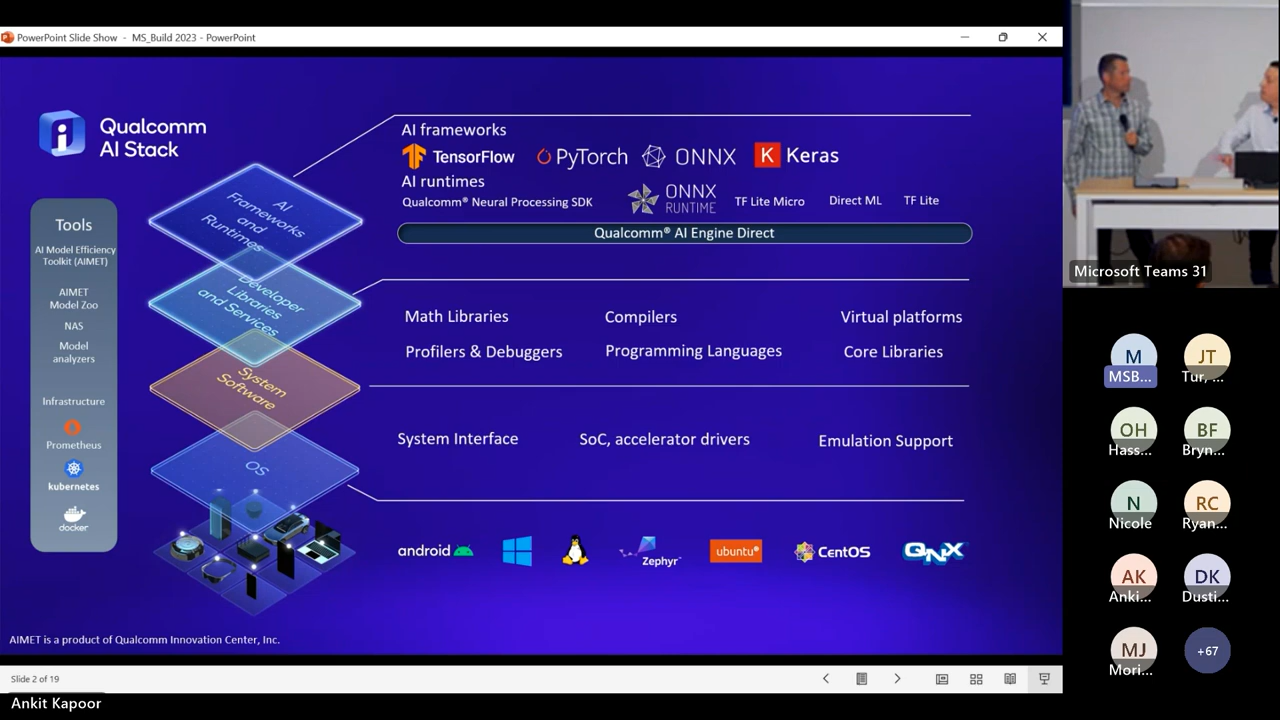 PowerPoint Slide Show - MS_Build 2023 - PowerPoint
Qualcomm
AI Stack
Tools
AI Model Efficiency
Toolkit (AIMET)
AIMET
Model Zoo
NAS
Model
analyzers
Infrastructure
Prometheus
kubernetes
docker
AI
Frameworks
and
Runtimes
Developer
Libraries
and Services
System
Software
OS
AI frameworks
TensorFlow PyTorch ONNX K Keras
AI runtimes
Qualcomm® Neural Processing SDK ONNX RUNTIME TF Lite Micro Direct ML TF Lite
Qualcomm® AI Engine Direct
Math Libraries Compilers Virtual platforms
Profilers & Debuggers Programming Languages Core Libraries
System Interface SoC, accelerator drivers Emulation Support
android Zephyr™ ubuntu® CentOS QNX
AIMET is a product of Qualcomm Innovation Center, Inc.
Slide 2 of 19
Ankit Kapoor
Microsoft Teams 31
M JT
MSB... Tur, ...
OH BF
Hass... Bryn...
N RC
Nicole Ryan...
AK DK
Anki... Dusti...
MJ +67
Mori...